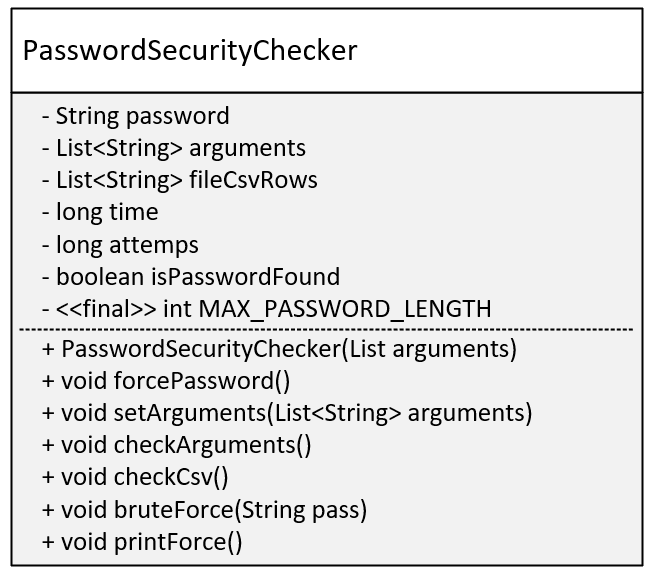 PasswordSecurityChecker
- String password
- List<String> arguments
- List<String> fileCsvRows
- long time
- long attemps
- boolean isPasswordFound
- <<final>> int MAX_PASSWORD_LENGTH
+ PasswordSecurityChecker(List arguments)
+ void forcePassword()
+ void setArguments(List<String> arguments)
+ void checkArguments()
+ void checkCsv()
+ void bruteForce(String pass)
+ void printForce()